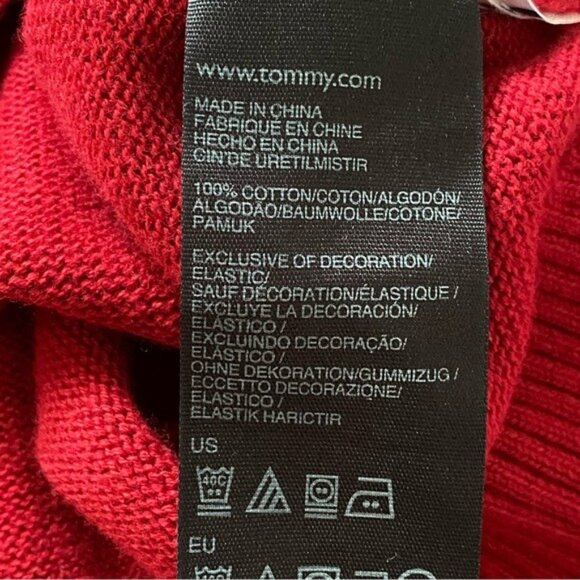 www.tommy.com
MADE IN CHINA
FABRIQUÉ EN CHINE
HECHO EN CHINA
ÇIN'DE URETILMISTIR
100% COTTON/COTON/ALGODÓN/
ALGODÃO/BAUMWOLLE/COTONE/
PAMUK
EXCLUSIVE OF DECORATION/
ELASTIC/
SAUF DÉCORATION/ÉLASTIQUE /
EXCLUYE LA DECORACIÓN/
ELÁSTICO /
EXCLUINDO DECORAÇÃO/
ELÁSTICO /
OHNE DEKORATION/GUMMIZUG /
ECCETTO DECORAZIONE/
ELASTICO /
ELASTIK HARICTIR
US
40C
EU